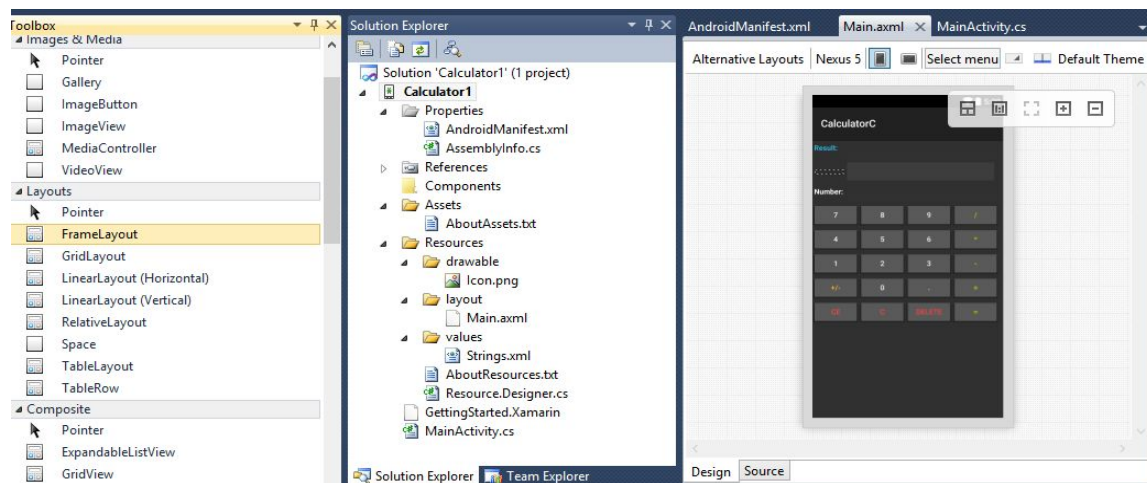 Toolbox
Images & Media
Pointer
Gallery
ImageButton
ImageView
MediaController
VideoView
Layouts
Pointer
FrameLayout
GridLayout
LinearLayout (Horizontal)
LinearLayout (Vertical)
RelativeLayout
Space
TableLayout
TableRow
Composite
Pointer
ExpandableListView
GridView
Solution Explorer
Solution 'Calculator1' (1 project)
Calculator1
Properties
AndroidManifest.xml
AssemblyInfo.cs
References
Components
Assets
AboutAssets.txt
Resources
drawable
Icon.png
layout
Main.axml
values
Strings.xml
AboutResources.txt
Resource.Designer.cs
GettingStarted.Xamarin
MainActivity.cs
Solution Explorer Team Explorer
AndroidManifest.xml Main.axml MainActivity.cs
Alternative Layouts Nexus 5 Select menu Default Theme
CalculatorC
Result:
Number:
7 8 9 /
4 5 6 *
1 2 3 -
+/- 0 . +
CE C DELETE =
Design Source